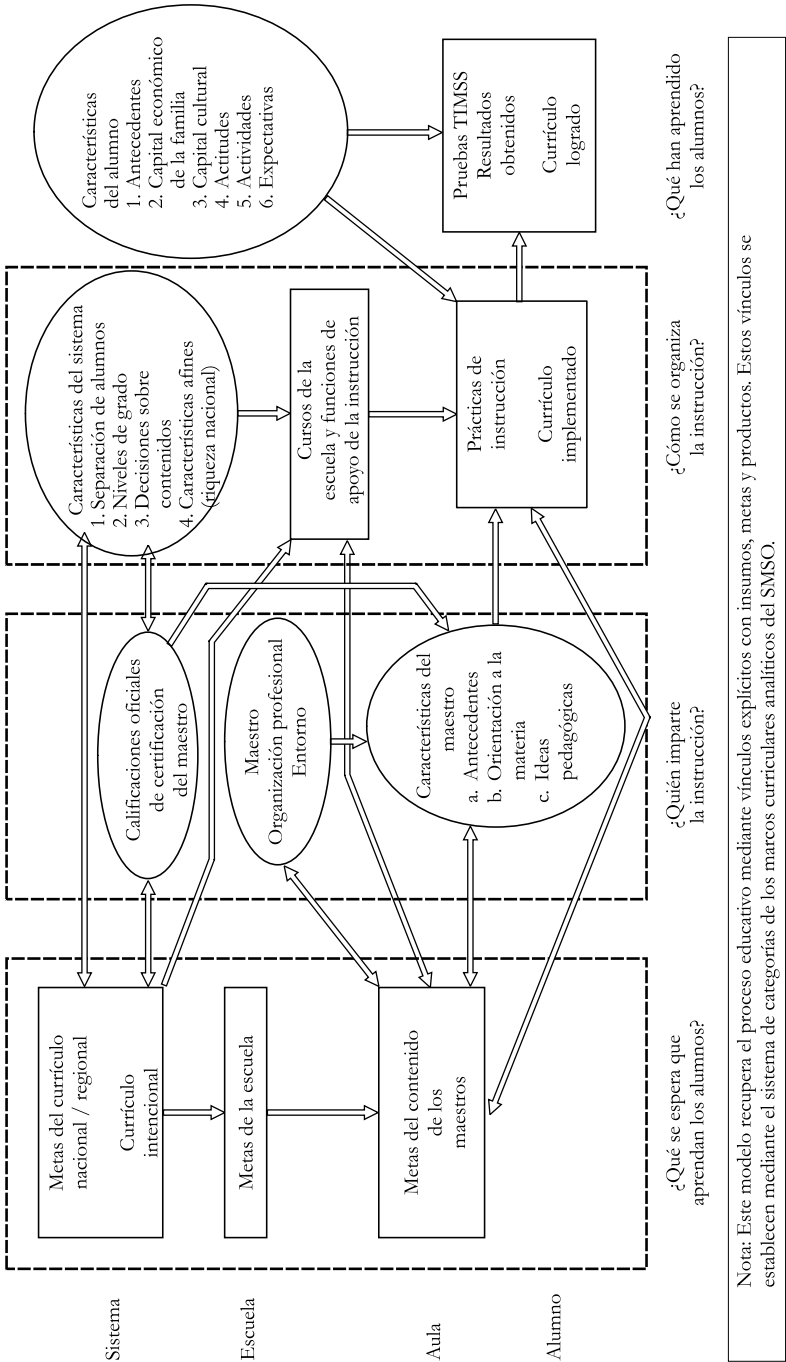 Sistema
Escuela
Aula
Alumno
Metas del currículo
nacional / regional
Currículo
intencional
Metas de la escuela
Metas del contenido
de los
maestros
¿Qué se espera que
aprendan los alumnos?
Calificaciones oficiales
de certificación
del maestro
Maestro
Organización profesional
Entorno
Características del
maestro
a. Antecedentes
b. Orientación a la
materia
c. Ideas
pedagógicas
¿Quién imparte
la instrucción?
Características del sistema
1. Separación de alumnos
2. Niveles de grado
3. Decisiones sobre
contenidos
4. Características afines
(riqueza nacional)
Cursos de la
escuela y funciones de
apoyo de la instrucción
Prácticas de
instrucción
Currículo
implementado
¿Cómo se organiza
la instrucción?
Características
del alumno
1. Antecedentes
2. Capital económico
de la familia
3. Capital cultural
4. Actitudes
5. Actividades
6. Expectativas
Pruebas TIMSS
Resultados
obtenidos
Currículo
logrado
¿Qué han aprendido
los alumnos?
Nota: Este modelo recupera el proceso educativo mediante vínculos explícitos con insumos, metas y productos. Estos vínculos se
establecen mediante el sistema de categorías de los marcos curriculares analíticos del SMSO.